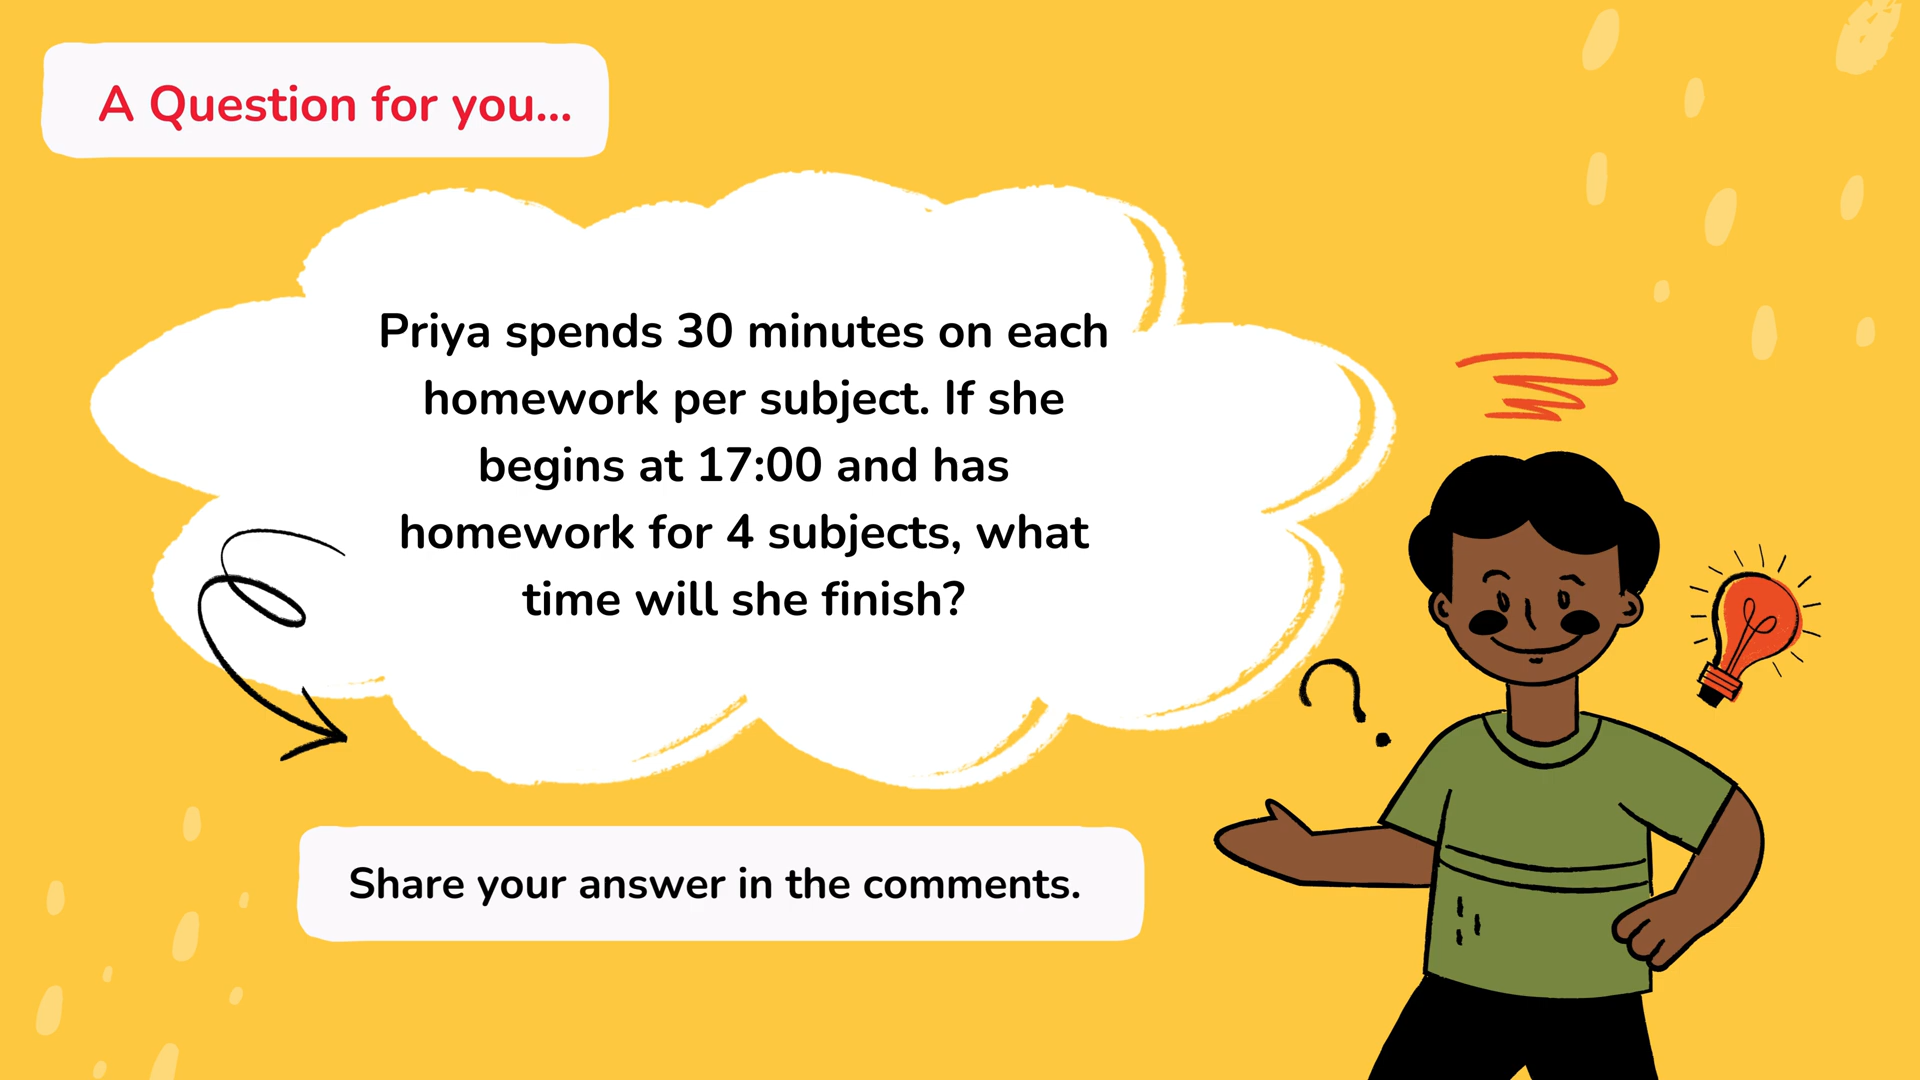 A Question for you...
Priya spends 30 minutes on each
homework per subject. If she
begins at 17:00 and has
homework for 4 subjects, what
time will she finish?
Share your answer in the comments.